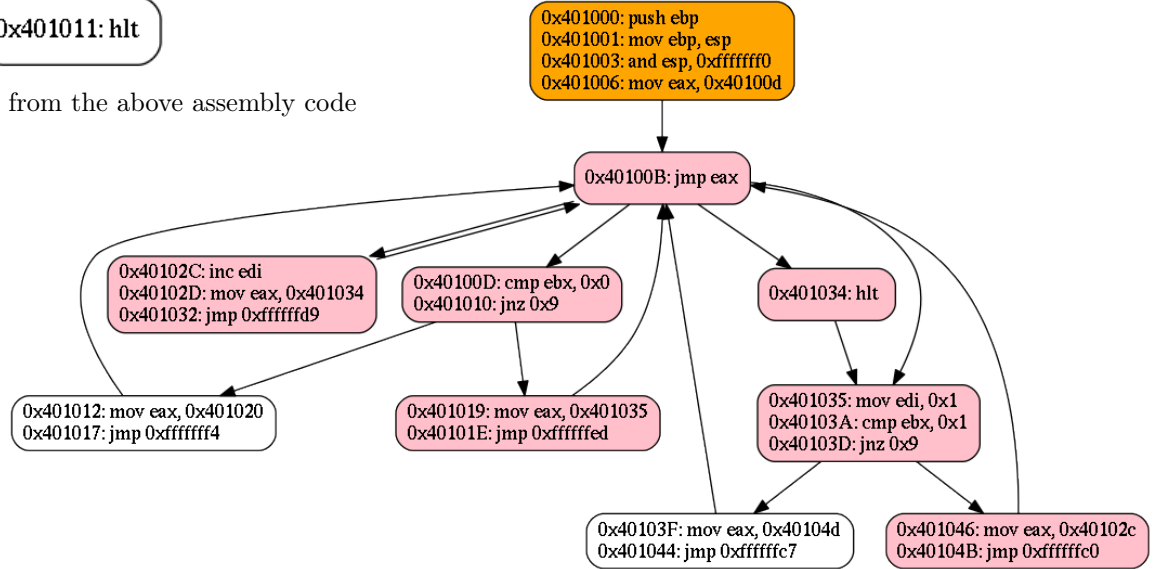 0x401011: hlt
from the above assembly code
0x401000: push ebp
0x401001: mov ebp, esp
0x401003: and esp, 0xfffffff0
0x401006: mov eax, 0x40100d
0x40100B: jmp eax
0x40102C: inc edi
0x40102D: mov eax, 0x401034
0x401032: jmp 0xffffffd9
0x40100D: cmp ebx, 0x0
0x401010: jnz 0x9
0x401034: hlt
0x401012: mov eax, 0x401020
0x401017: jmp 0xfffffff4
0x401019: mov eax, 0x401035
0x40101E: jmp 0xffffffed
0x401035: mov edi, 0x1
0x40103A: cmp ebx, 0x1
0x40103D: jnz 0x9
0x40103F: mov eax, 0x40104d
0x401044: jmp 0xffffffc7
0x401046: mov eax, 0x40102c
0x40104B: jmp 0xffffffc0